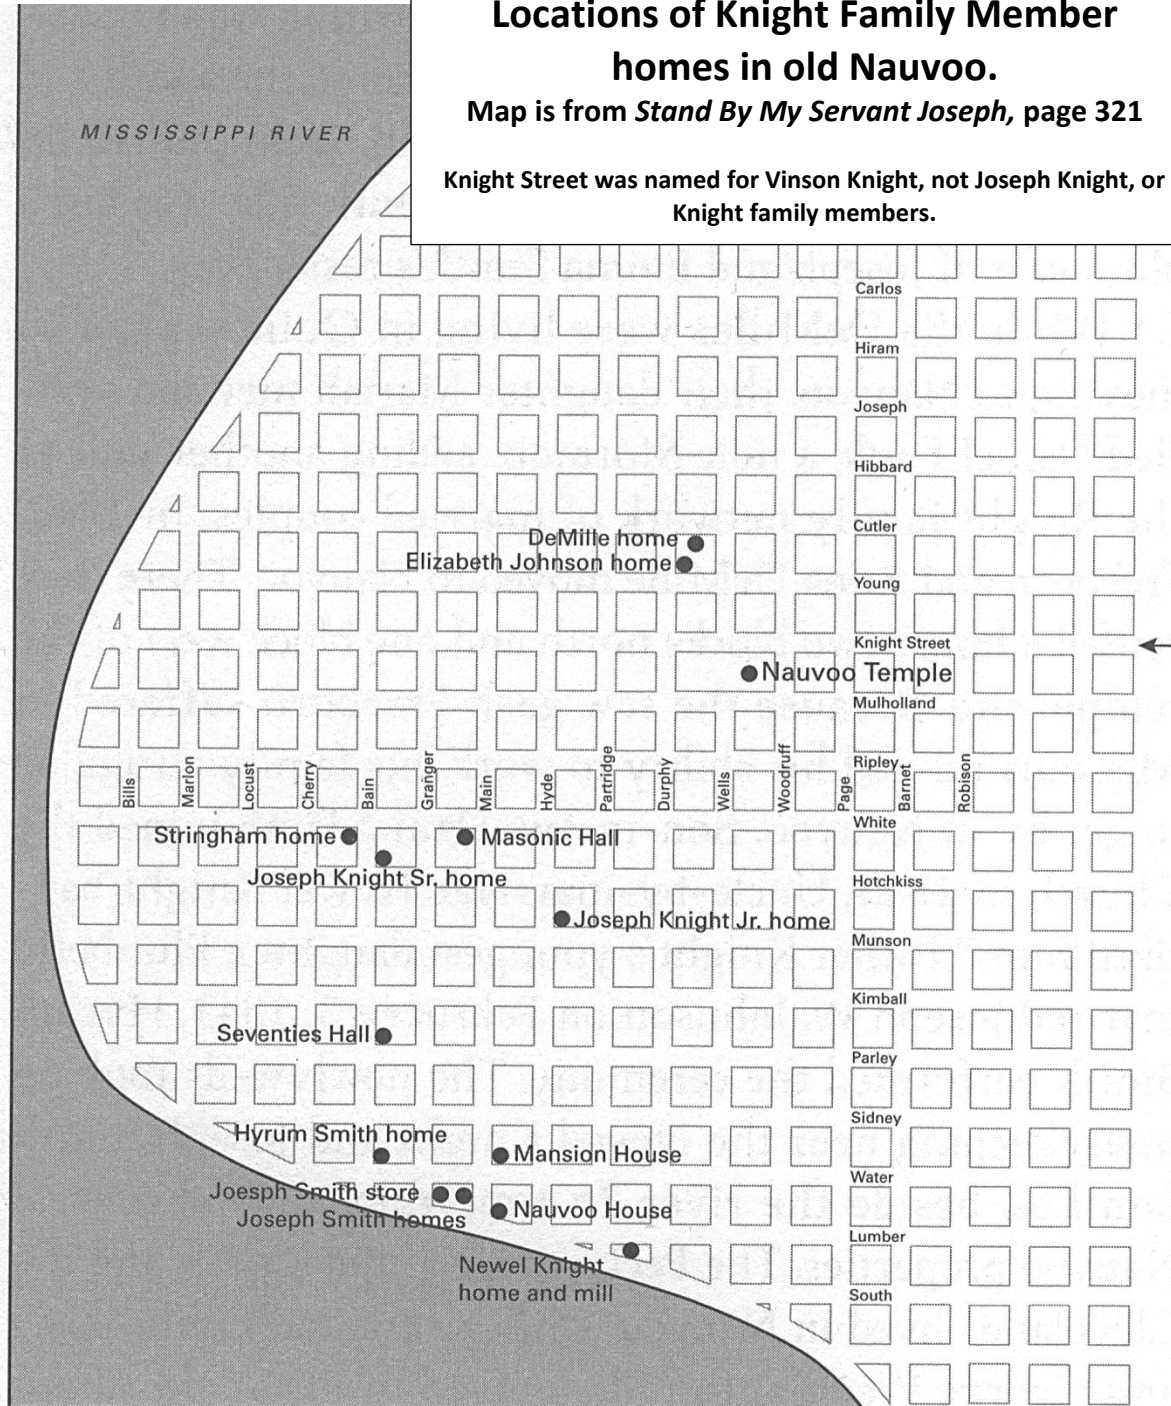 Locations of Knight Family Member
homes in old Nauvoo.
Map is from Stand By My Servant Joseph, page 321
Knight Street was named for Vinson Knight, not Joseph Knight, or
Knight family members.
MISSISSIPPI RIVER
Carlos
Hiram
Joseph
Hibbard
Cutler
DeMille home
Elizabeth Johnson home
Young
Knight Street
Nauvoo Temple
Mulholland
Ripley
Bills
Marlon
Locust
Cherry
Bain
Granger
Main
Hyde
Partridge
Durphy
Wells
Woodruff
Page
Barnet
Robison
White
Stringham home
Masonic Hall
Joseph Knight Sr. home
Hotchkiss
Joseph Knight Jr. home
Munson
Kimball
Seventies Hall
Parley
Sidney
Hyrum Smith home
Mansion House
Water
Joesph Smith store
Joseph Smith homes
Nauvoo House
Lumber
Newel Knight
home and mill
South